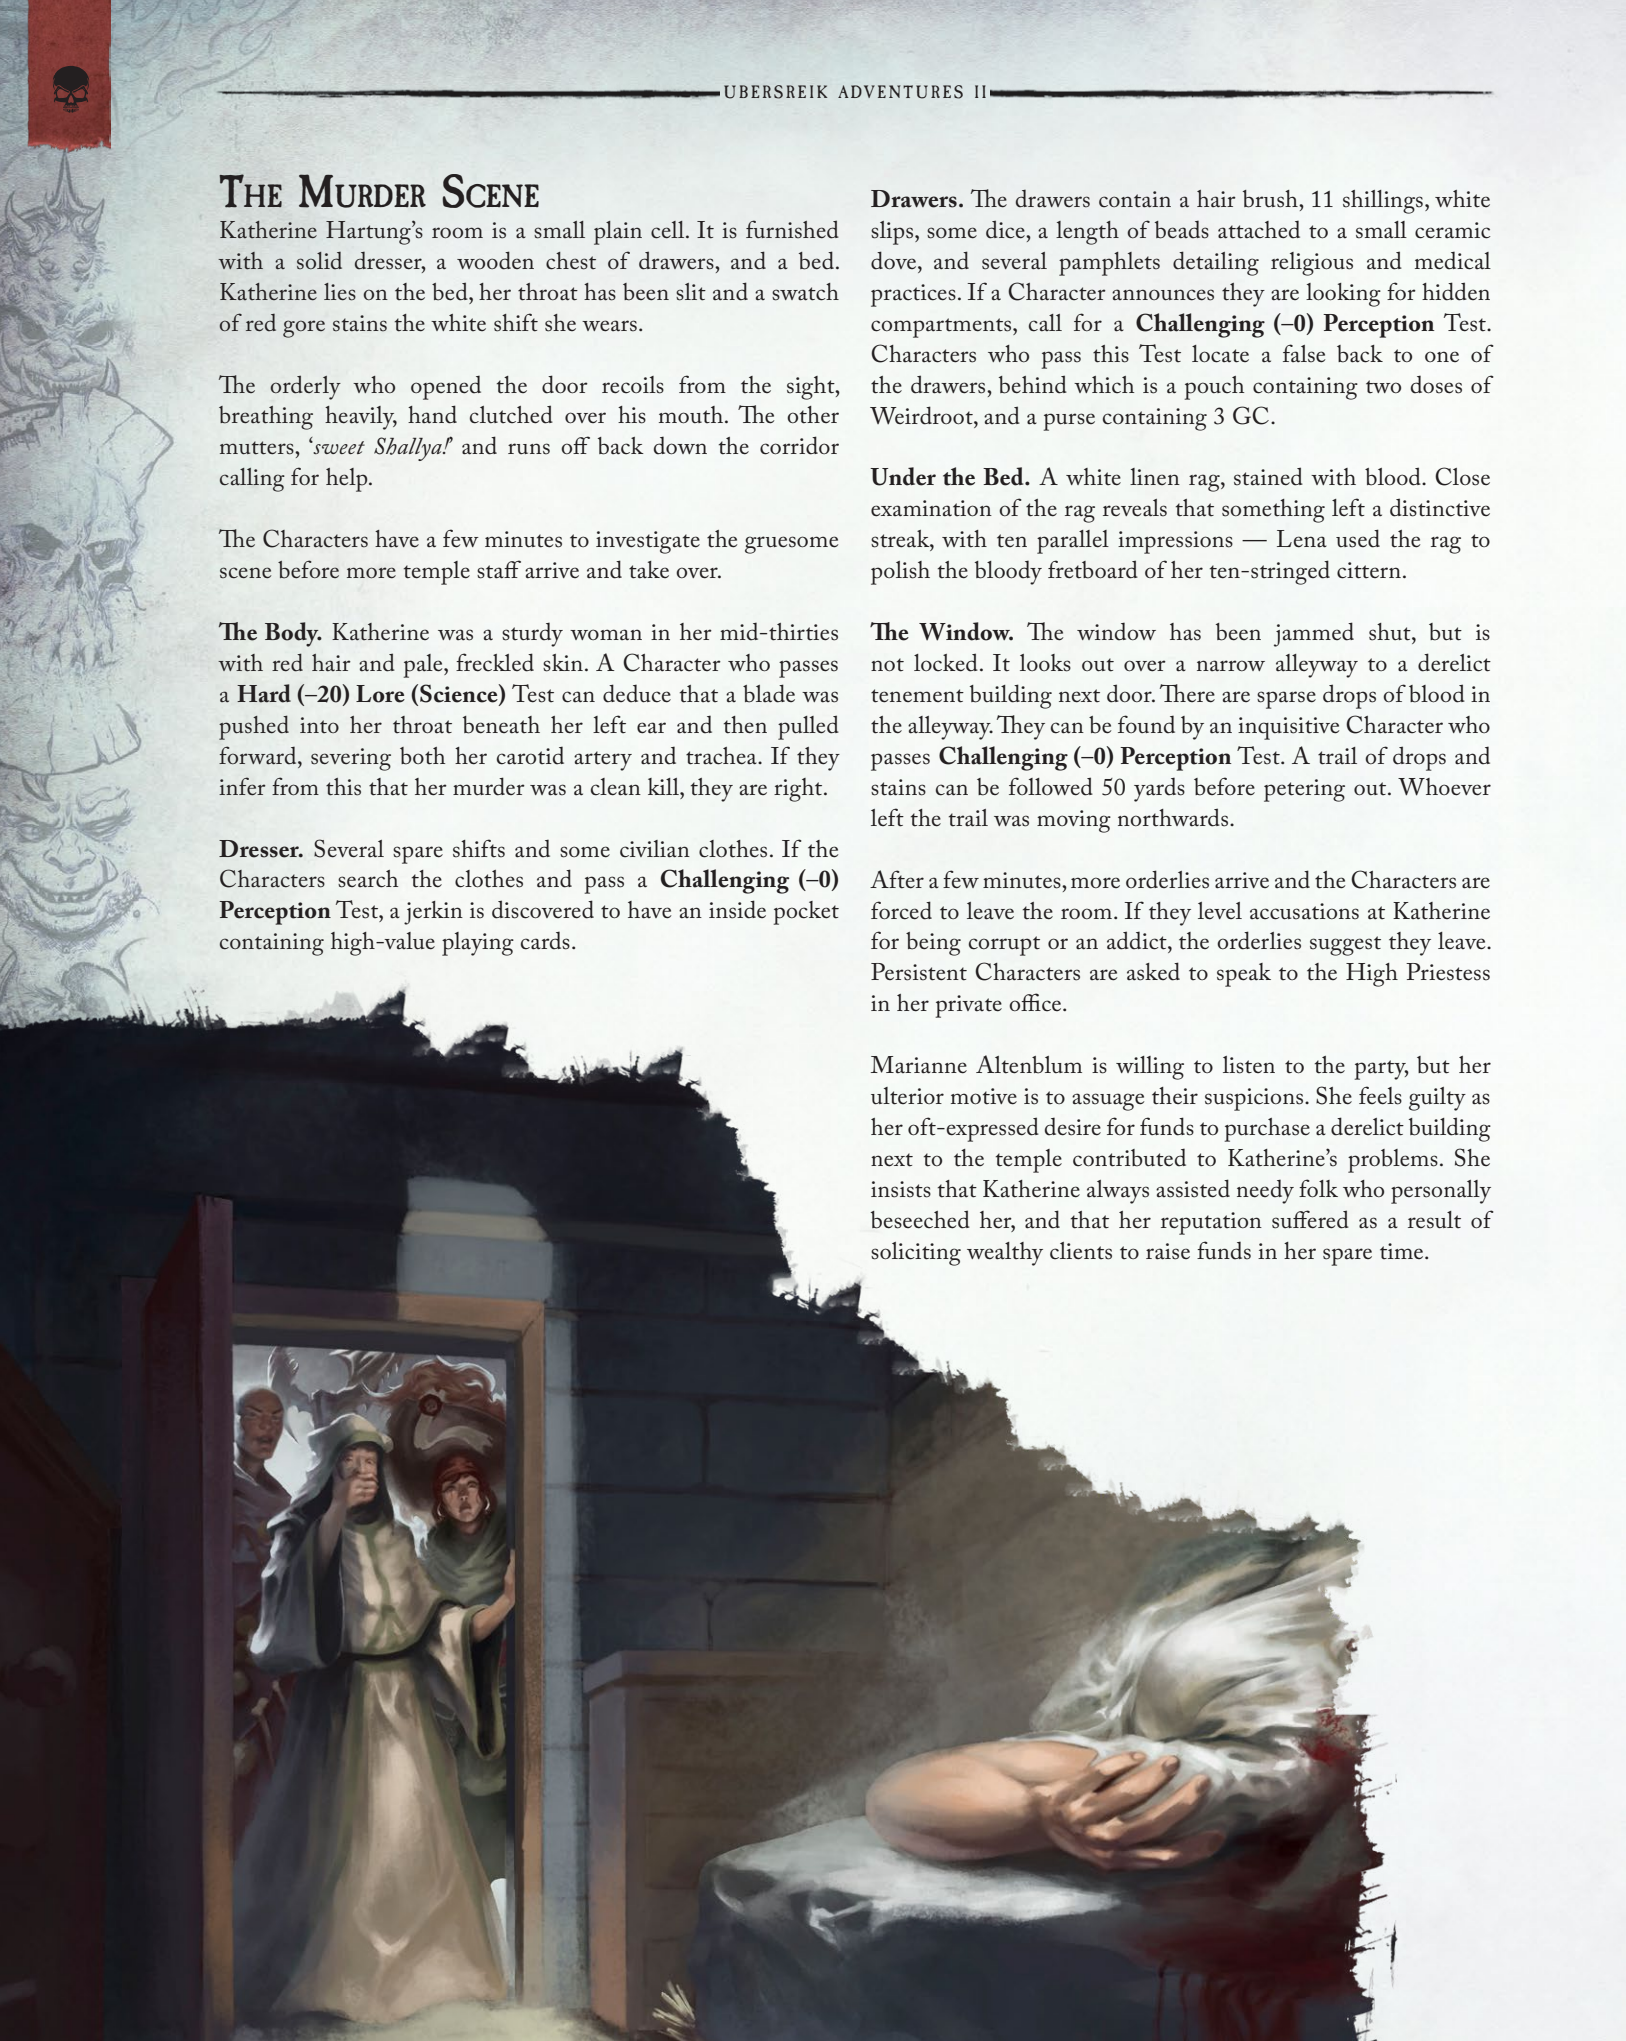 UBERSREIK ADVENTURES II
The Murder Scene
Katherine Hartung's room is a small plain cell. It is furnished
with a solid dresser, a wooden chest of drawers, and a bed.
Katherine lies on the bed, her throat has been slit and a swatch
of red gore stains the white shift she wears.
The orderly who opened the door recoils from the sight,
breathing heavily, hand clutched over his mouth. The other
mutters, 'sweet Shallya!' and runs off back down the corridor
calling for help.
The Characters have a few minutes to investigate the gruesome
scene before more temple staff arrive and take over.
The Body. Katherine was a sturdy woman in her mid-thirties
with red hair and pale, freckled skin. A Character who passes
a Hard (–20) Lore (Science) Test can deduce that a blade was
pushed into her throat beneath her left ear and then pulled
forward, severing both her carotid artery and trachea. If they
infer from this that her murder was a clean kill, they are right.
Dresser. Several spare shifts and some civilian clothes. If the
Characters search the clothes and pass a Challenging (–0)
Perception Test, a jerkin is discovered to have an inside pocket
containing high-value playing cards.
Drawers. The drawers contain a hair brush, 11 shillings, white
slips, some dice, a length of beads attached to a small ceramic
dove, and several pamphlets detailing religious and medical
practices. If a Character announces they are looking for hidden
compartments, call for a Challenging (–0) Perception Test.
Characters who pass this Test locate a false back to one of
the drawers, behind which is a pouch containing two doses of
Weirdroot, and a purse containing 3 GC.
Under the Bed. A white linen rag, stained with blood. Close
examination of the rag reveals that something left a distinctive
streak, with ten parallel impressions — Lena used the rag to
polish the bloody fretboard of her ten-stringed cittern.
The Window. The window has been jammed shut, but is
not locked. It looks out over a narrow alleyway to a derelict
tenement building next door. There are sparse drops of blood in
the alleyway. They can be found by an inquisitive Character who
passes Challenging (–0) Perception Test. A trail of drops and
stains can be followed 50 yards before petering out. Whoever
left the trail was moving northwards.
After a few minutes, more orderlies arrive and the Characters are
forced to leave the room. If they level accusations at Katherine
for being corrupt or an addict, the orderlies suggest they leave.
Persistent Characters are asked to speak to the High Priestess
in her private office.
Marianne Altenblum is willing to listen to the party, but her
ulterior motive is to assuage their suspicions. She feels guilty as
her oft-expressed desire for funds to purchase a derelict building
next to the temple contributed to Katherine's problems. She
insists that Katherine always assisted needy folk who personally
beseeched her, and that her reputation suffered as a result of
soliciting wealthy clients to raise funds in her spare time.